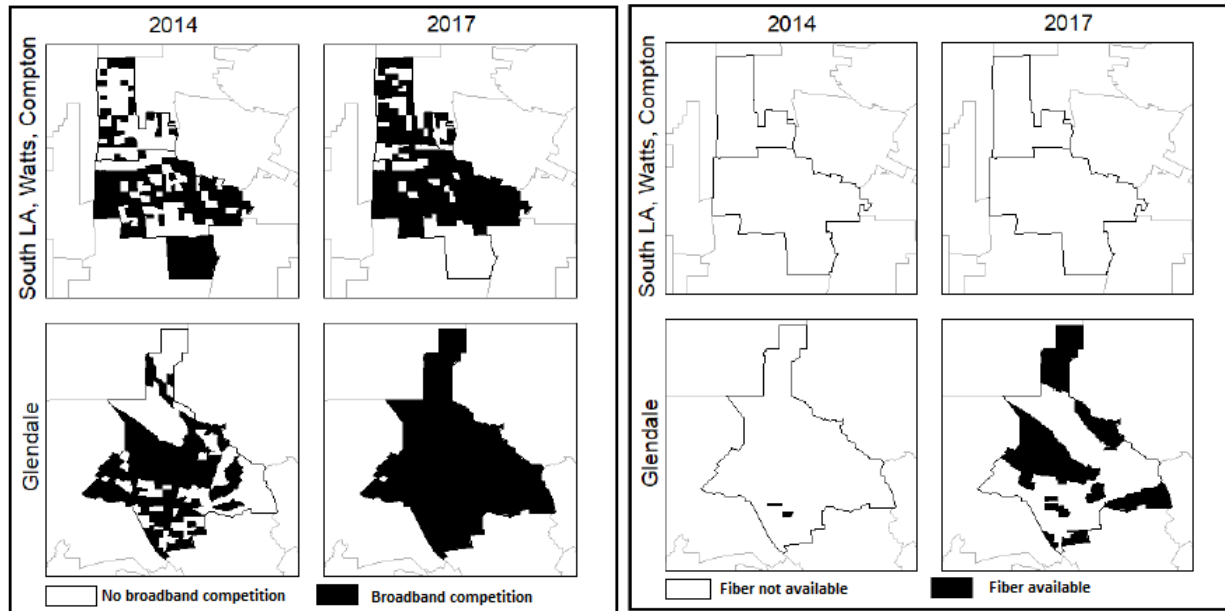 2014 2017
South LA, Watts, Compton
Glendale
No broadband competition Broadband competition
2014 2017
South LA, Watts, Compton
Glendale
Fiber not available Fiber available